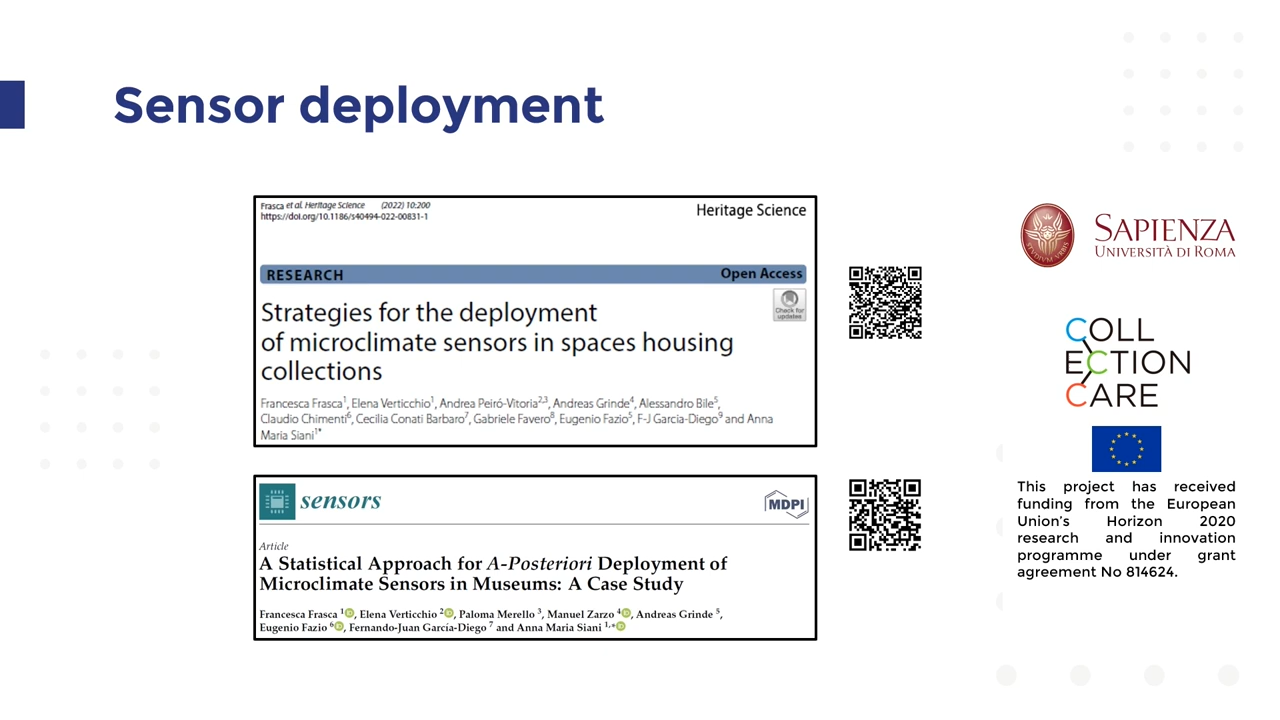 Sensor deployment
Frasca et al. Heritage Science (2022) 10:200
https://doi.org/10.1186/s40494-022-00831-1
Heritage Science
RESEARCH
Open Access
Check for
updates
Strategies for the deployment
of microclimate sensors in spaces housing
collections
Francesca Frasca1, Elena Verticchio1, Andrea Peiró-Vitoria2,3, Andreas Grinde4, Alessandro Bile5,
Claudio Chimenti6, Cecilia Conati Barbaro7, Gabriele Favero8, Eugenio Fazio5, F-J García-Diego9 and Anna
Maria Siani1*
sensors
MDPI
Article
A Statistical Approach for A-Posteriori Deployment of
Microclimate Sensors in Museums: A Case Study
Francesca Frasca 1, Elena Verticchio 2, Paloma Merello 3, Manuel Zarzo 4, Andreas Grinde 5,
Eugenio Fazio 6, Fernando-Juan García-Diego 7 and Anna Maria Siani 1,*
SAPIENZA
UNIVERSITÀ DI ROMA
COLL
ECTION
CARE
This project has received
funding from the European
Union's Horizon 2020
research and innovation
programme under grant
agreement No 814624.